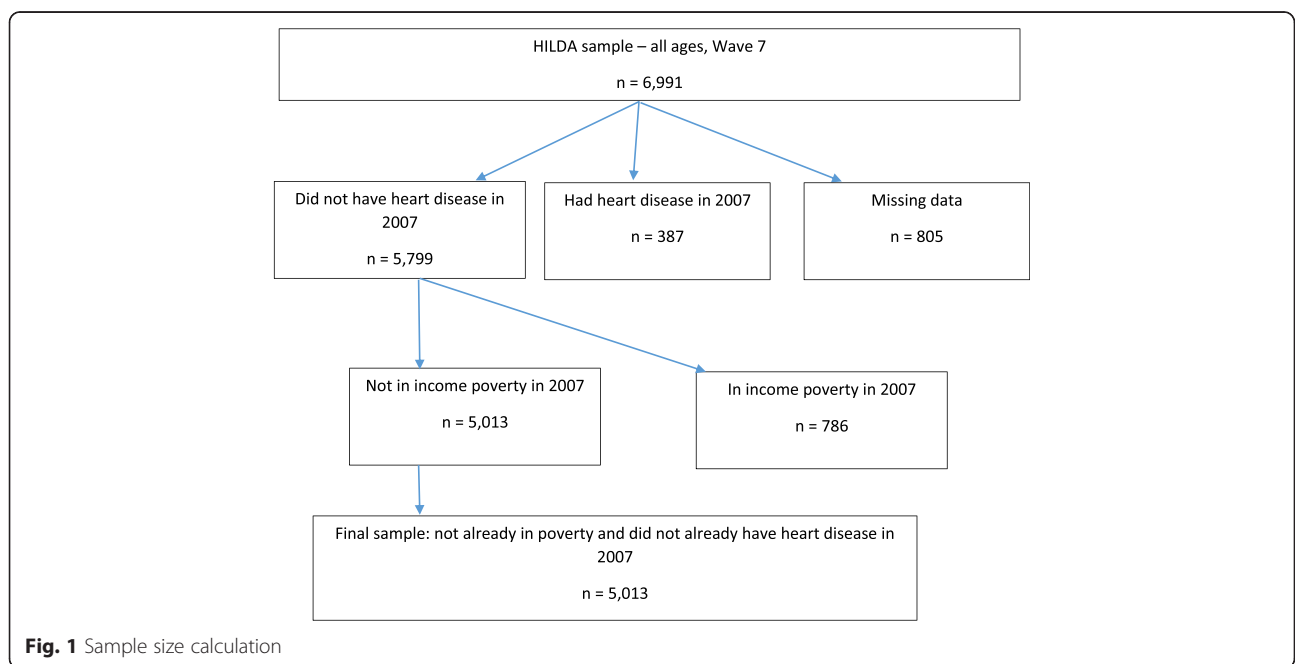 HILDA sample – all ages, Wave 7
n = 6,991
Did not have heart disease in
2007
n = 5,799
Had heart disease in 2007
n = 387
Missing data
n = 805
Not in income poverty in 2007
n = 5,013
In income poverty in 2007
n = 786
Final sample: not already in poverty and did not already have heart disease in
2007
n = 5,013
Fig. 1 Sample size calculation